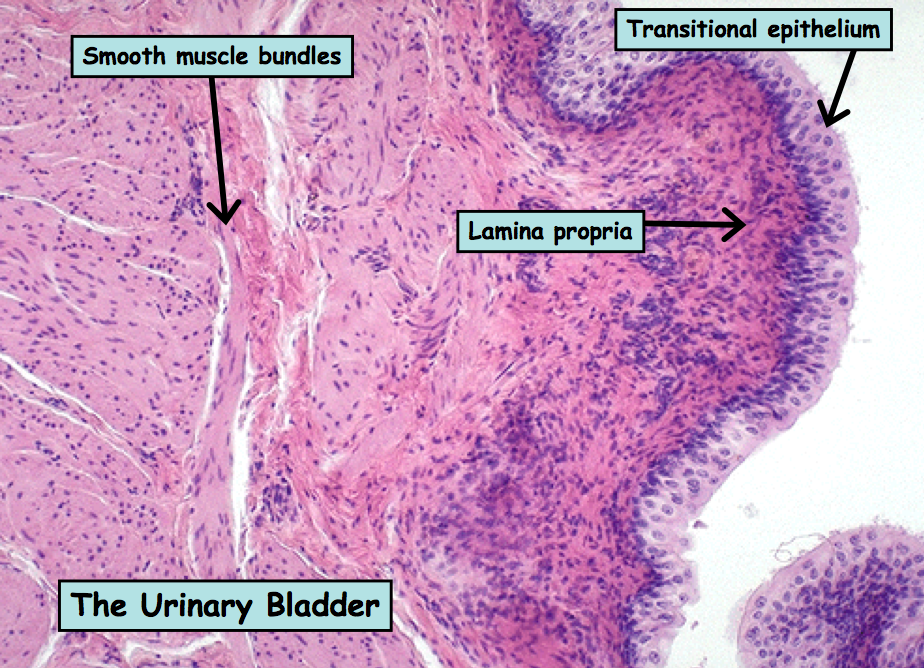 Transitional epithelium
Smooth muscle bundles
Lamina propria
The Urinary Bladder